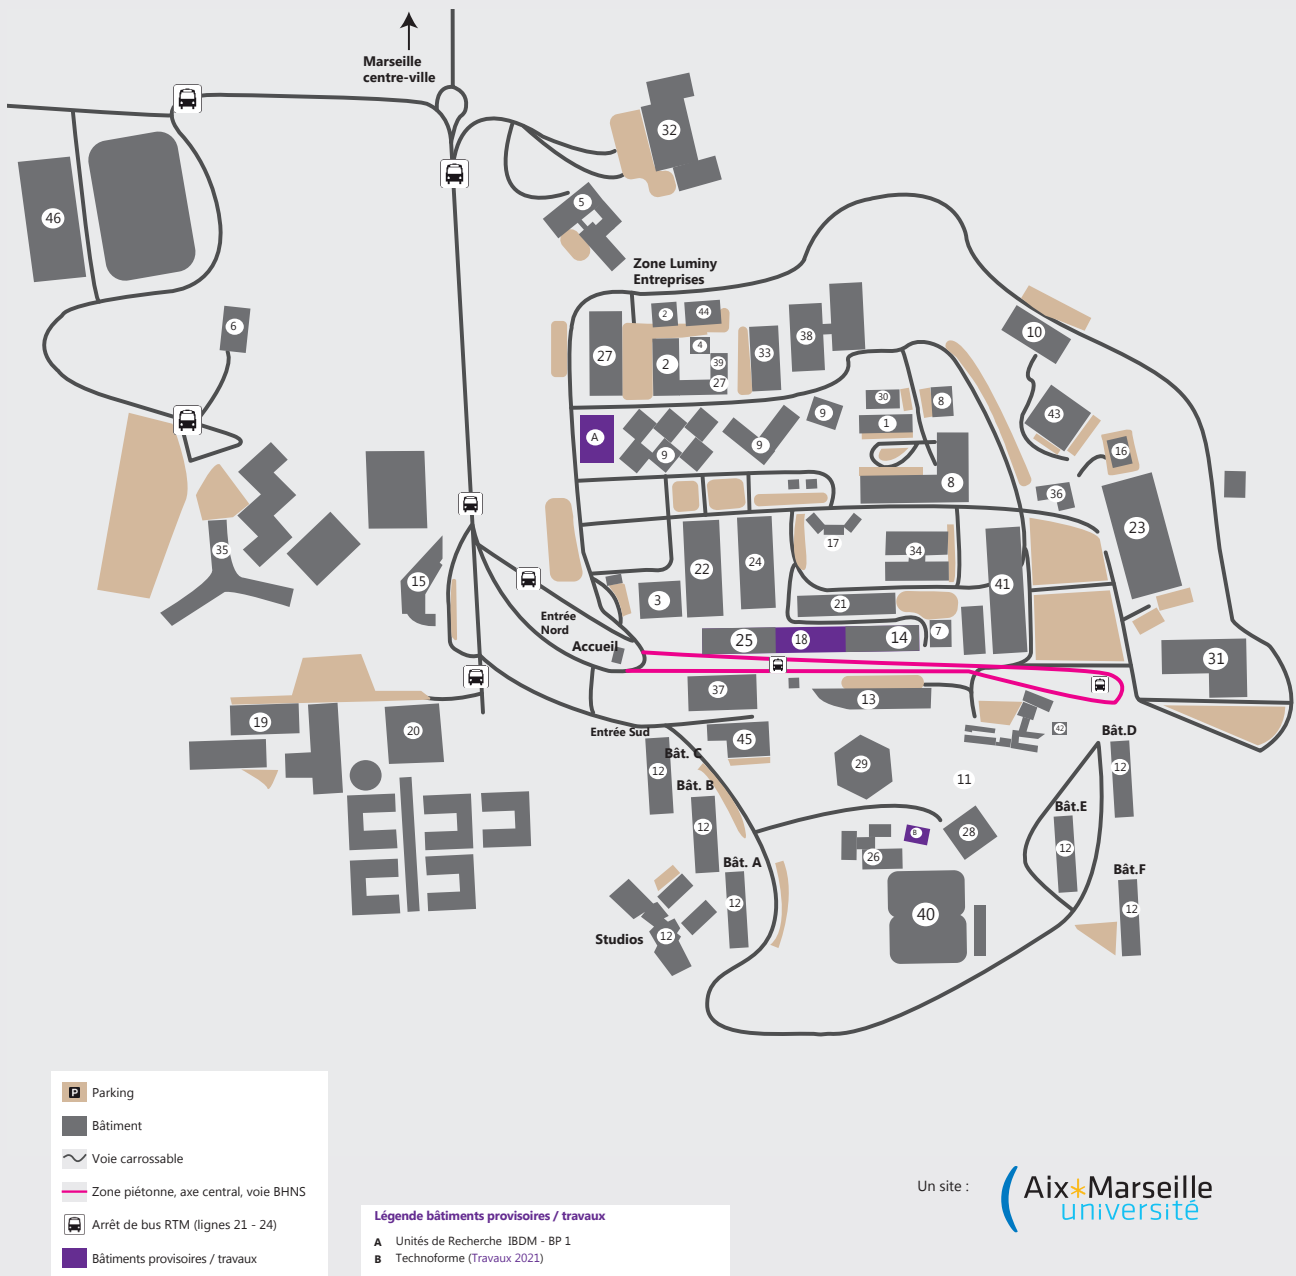 Marseille
centre-ville
32
46
5
Zone Luminy
Entreprises
6
2
44
27
2
4
39
27
33
38
10
30
8
1
9
43
A
9
9
16
8
36
23
35
15
17
34
22
24
41
3
21
Entrée
Nord
Accueil
25
18
14
7
31
37
13
19
20
Entrée Sud
45
42
Bât.D
Bât. C
12
29
11
12
Bât. B
Bât.E
12
B
28
26
12
Bât. A
Bât.F
12
40
12
Studios
12
P Parking
Bâtiment
Voie carrossable
Zone piétonne, axe central, voie BHNS
Arrêt de bus RTM (lignes 21 - 24)
Bâtiments provisoires / travaux
Légende bâtiments provisoires / travaux
A Unités de Recherche IBDM - BP 1
B Technoforme (Travaux 2021)
Un site :
Aix Marseille
université